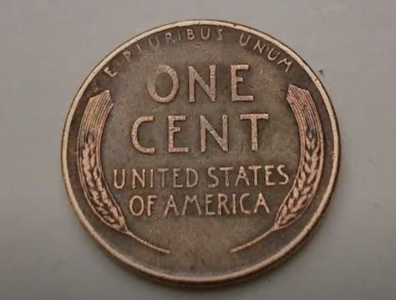 E PLURIBUS UNUM
ONE
CENT
UNITED STATES
OF AMERICA